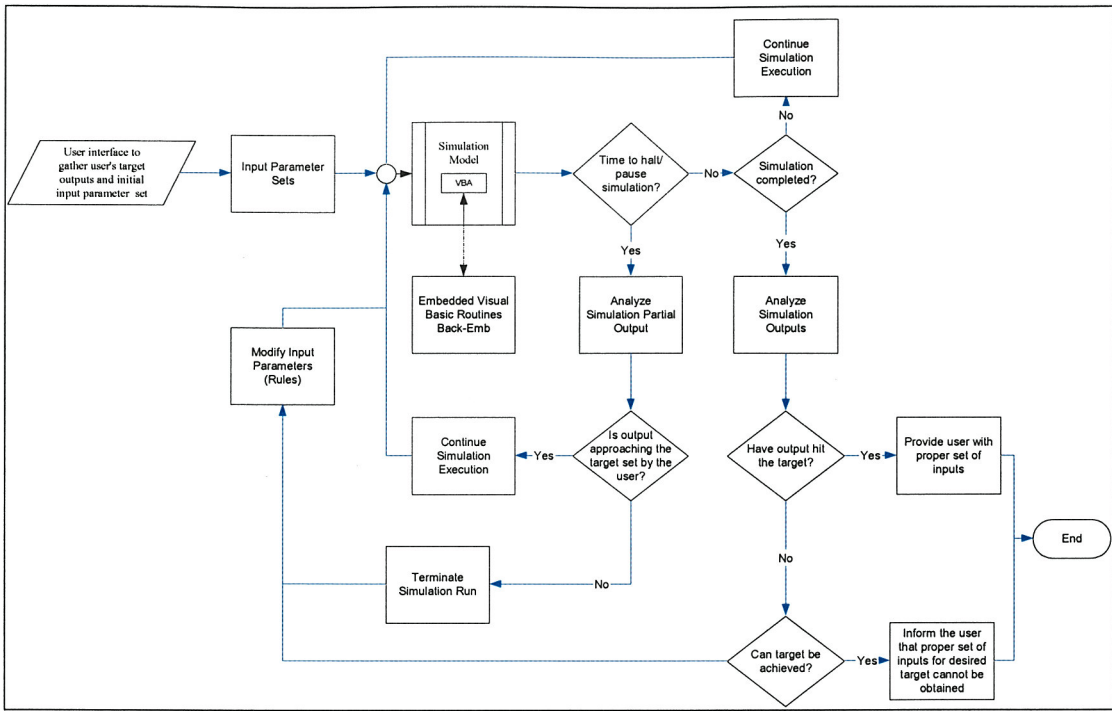 Continue
Simulation
Execution
No
User interface to
gather user's target
outputs and initial
input parameter set
Input Parameter
Sets
Simulation
Model
VBA
Time to halt/
pause
simulation?
No
Simulation
completed?
Yes
Yes
Embedded Visual
Basic Routines
Back-Emb
Analyze
Simulation Partial
Output
Analyze
Simulation
Outputs
Modify Input
Parameters
(Rules)
Continue
Simulation
Execution
Yes
Is output
approaching the
target set by the
user?
Have output hit
the target?
Yes
Provide user with
proper set of
inputs
End
No
Terminate
Simulation Run
No
Can target be
achieved?
Yes
Inform the user
that proper set of
inputs for desired
target cannot be
obtained